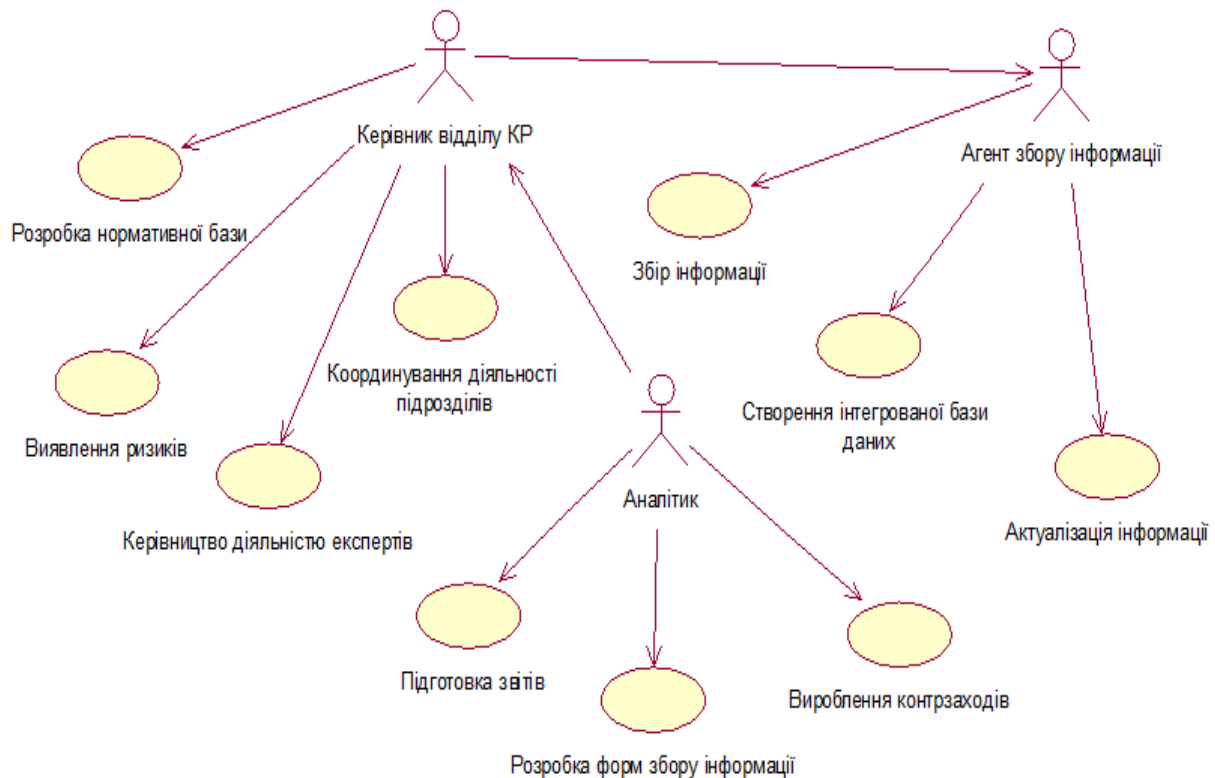 Керівник відділу КР
Агент збору інформації
Розробка нормативної бази
Збір інформації
Координування діяльності
підрозділів
Виявлення ризиків
Створення інтегрованої бази
даних
Аналітик
Керівництво діяльністю експертів
Актуалізація інформації
Підготовка звітів
Вироблення контрзаходів
Розробка форм збору інформації